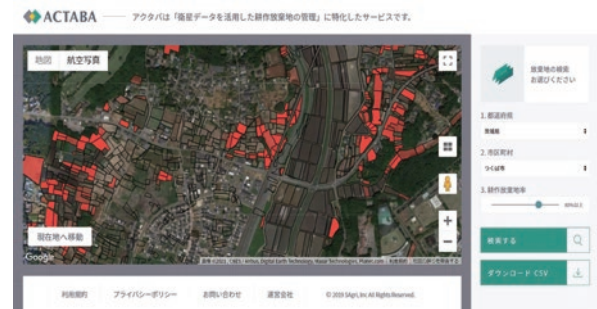 ACTABA
アクタバは「衛星データを活用した耕作放棄地の管理」に特化したサービスです。
地図 航空写真
現在地へ移動
Google
放棄地の検索
お選びください
1. 都道府県
茨城県
2. 市区町村
つくば市
3. 耕作放棄地率
80%以上
検索する
ダウンロード CSV
利用規約 プライバシーポリシー お問い合わせ 運営会社 © 2019 SAgri, Inc All Rights Reserved.